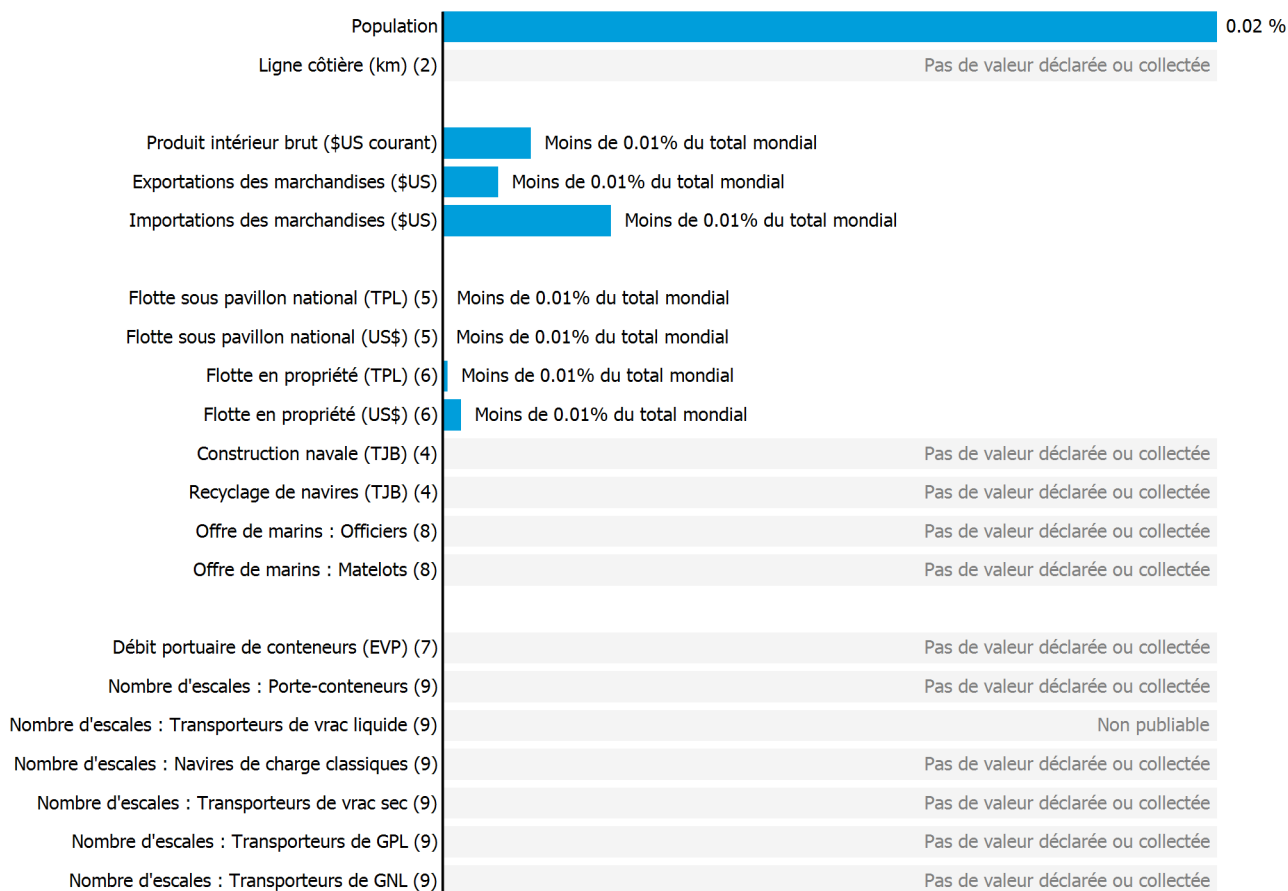 Population 0.02 %
Ligne côtière (km) (2) Pas de valeur déclarée ou collectée
Produit intérieur brut ($US courant) Moins de 0.01% du total mondial
Exportations des marchandises ($US) Moins de 0.01% du total mondial
Importations des marchandises ($US) Moins de 0.01% du total mondial
Flotte sous pavillon national (TPL) (5) Moins de 0.01% du total mondial
Flotte sous pavillon national (US$) (5) Moins de 0.01% du total mondial
Flotte en propriété (TPL) (6) Moins de 0.01% du total mondial
Flotte en propriété (US$) (6) Moins de 0.01% du total mondial
Construction navale (TJB) (4) Pas de valeur déclarée ou collectée
Recyclage de navires (TJB) (4) Pas de valeur déclarée ou collectée
Offre de marins : Officiers (8) Pas de valeur déclarée ou collectée
Offre de marins : Matelots (8) Pas de valeur déclarée ou collectée
Débit portuaire de conteneurs (EVP) (7) Pas de valeur déclarée ou collectée
Nombre d'escales : Porte-conteneurs (9) Pas de valeur déclarée ou collectée
Nombre d'escales : Transporteurs de vrac liquide (9) Non publiable
Nombre d'escales : Navires de charge classiques (9) Pas de valeur déclarée ou collectée
Nombre d'escales : Transporteurs de vrac sec (9) Pas de valeur déclarée ou collectée
Nombre d'escales : Transporteurs de GPL (9) Pas de valeur déclarée ou collectée
Nombre d'escales : Transporteurs de GNL (9) Pas de valeur déclarée ou collectée